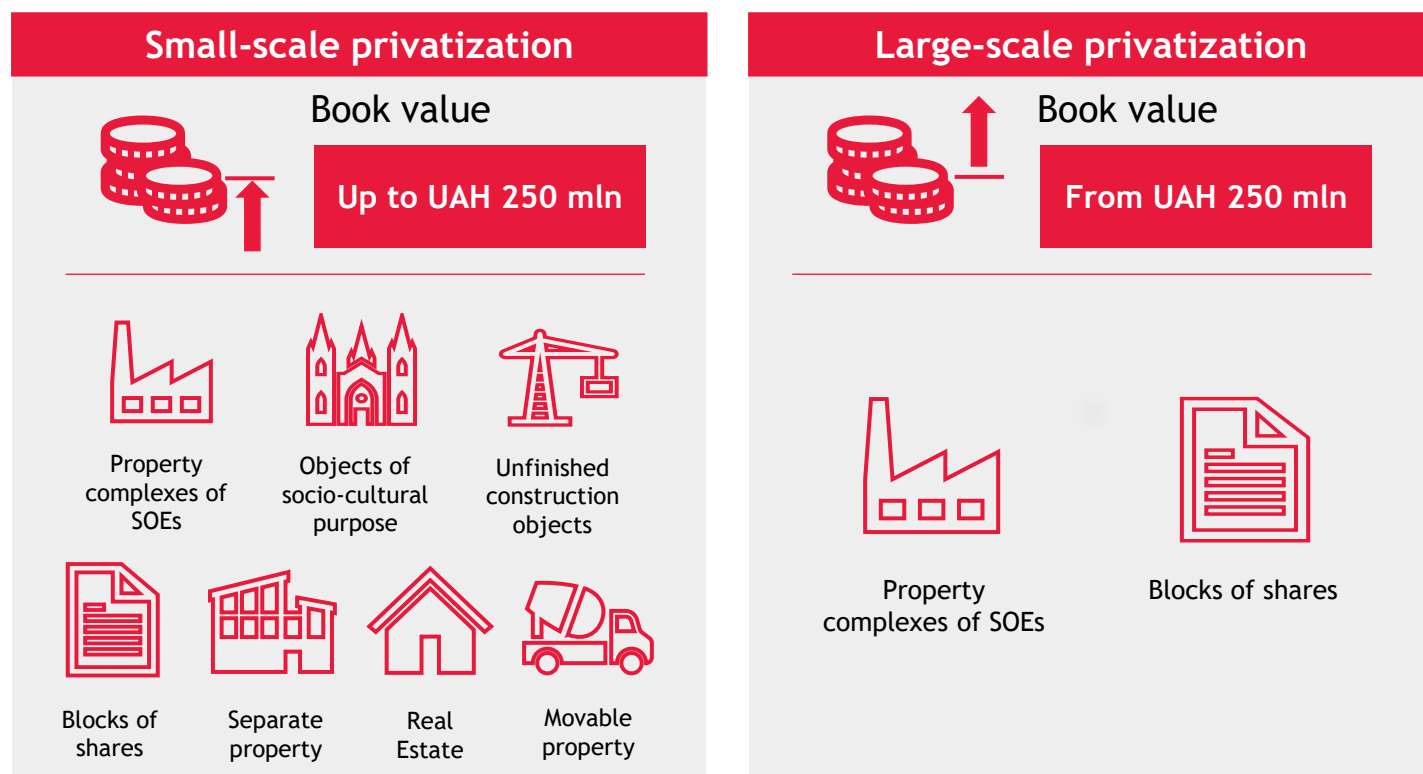 Small-scale privatization
Book value
Up to UAH 250 mln
Property
complexes of
SOEs
Objects of
socio-cultural
purpose
Unfinished
construction
objects
Blocks of
shares
Separate
property
Real
Estate
Movable
property
Large-scale privatization
Book value
From UAH 250 mln
Property
complexes of SOEs
Blocks of shares